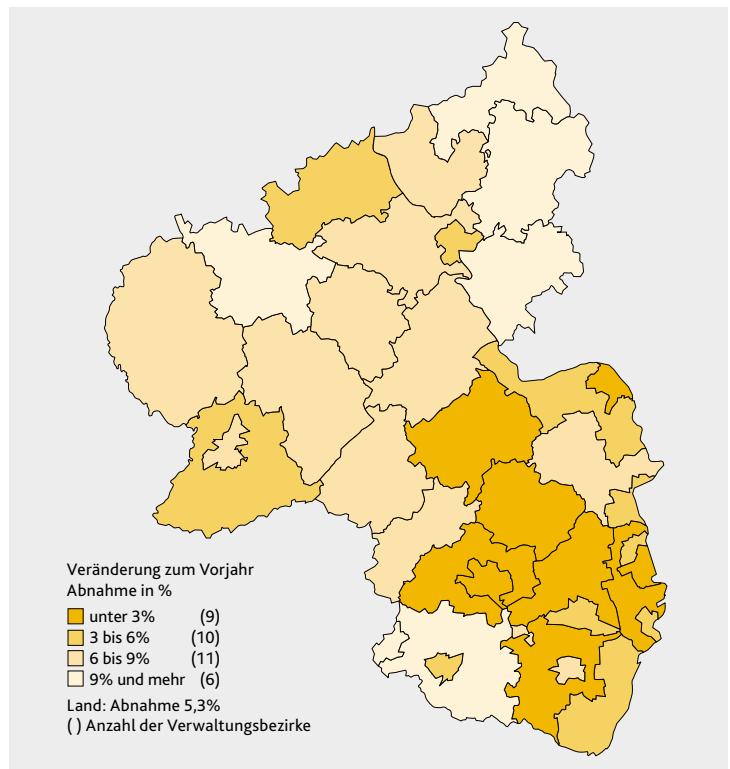 Veränderung zum Vorjahr
Abnahme in %
unter 3% (9)
3 bis 6% (10)
6 bis 9% (11)
9% und mehr (6)
Land: Abnahme 5,3%
( ) Anzahl der Verwaltungsbezirke